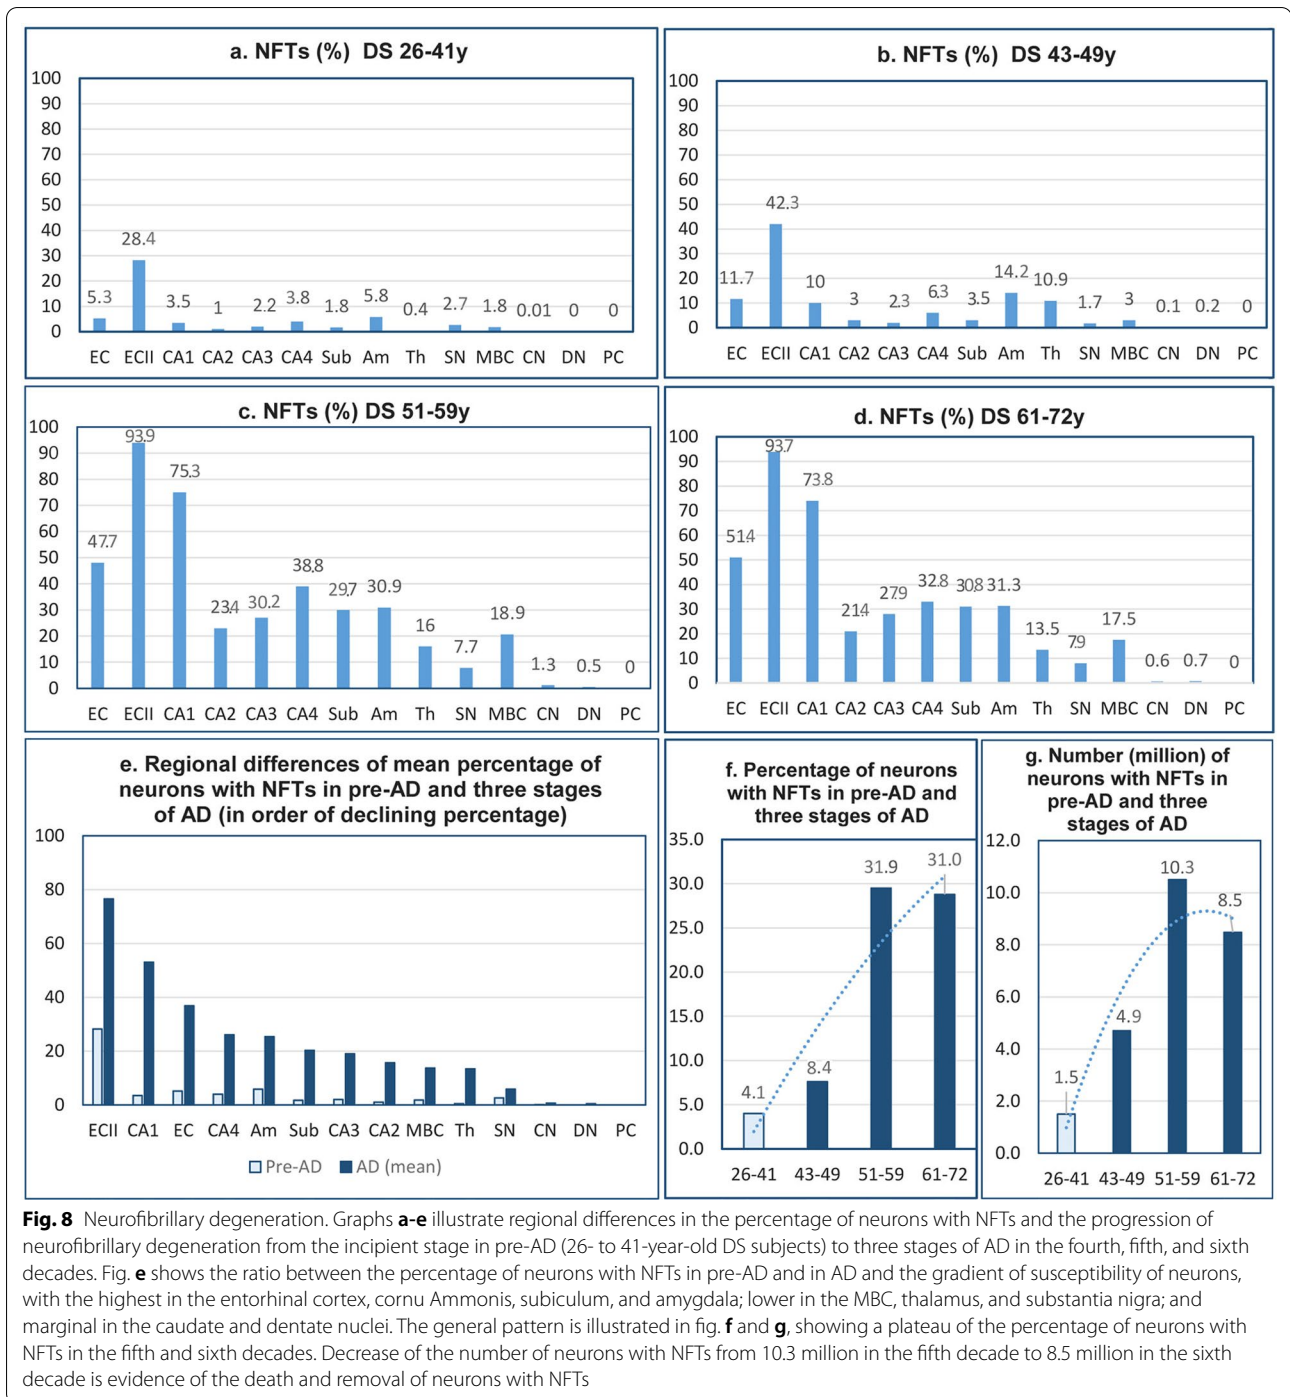 a. NFTs (%) DS 26-41y
100
90
80
70
60
50
40
30
20
10
0
5.3 28.4 3.5 1 2.2 3.8 1.8 5.8 0.4 2.7 1.8 0.01 0 0
EC ECII CA1 CA2 CA3 CA4 Sub Am Th SN MBC CN DN PC
b. NFTs (%) DS 43-49y
100
90
80
70
60
50
40
30
20
10
0
11.7 42.3 10 3 2.3 6.3 3.5 14.2 10.9 1.7 3 0.1 0.2 0
EC ECII CA1 CA2 CA3 CA4 Sub Am Th SN MBC CN DN PC
c. NFTs (%) DS 51-59y
100
90
80
70
60
50
40
30
20
10
0
47.7 93.9 75.3 23.4 30.2 38.8 29.7 30.9 16 7.7 18.9 1.3 0.5 0
EC ECII CA1 CA2 CA3 CA4 Sub Am Th SN MBC CN DN PC
d. NFTs (%) DS 61-72y
100
90
80
70
60
50
40
30
20
10
0
51.4 93.7 73.8 21.4 27.9 32.8 30.8 31.3 13.5 7.9 17.5 0.6 0.7 0
EC ECII CA1 CA2 CA3 CA4 Sub Am Th SN MBC CN DN PC
e. Regional differences of mean percentage of
neurons with NFTs in pre-AD and three stages
of AD (in order of declining percentage)
100
80
60
40
20
0
ECII CA1 EC CA4 Am Sub CA3 CA2 MBC Th SN CN DN PC
Pre-AD AD (mean)
f. Percentage of neurons
with NFTs in pre-AD and
three stages of AD
35.0
30.0
25.0
20.0
15.0
10.0
5.0
0.0
4.1 8.4 31.9 31.0
26-41 43-49 51-59 61-72
g. Number (million) of
neurons with NFTs in
pre-AD and three
stages of AD
12.0
10.0
8.0
6.0
4.0
2.0
0.0
1.5 4.9 10.3 8.5
26-41 43-49 51-59 61-72
Fig. 8 Neurofibrillary degeneration. Graphs a-e illustrate regional differences in the percentage of neurons with NFTs and the progression of
neurofibrillary degeneration from the incipient stage in pre-AD (26- to 41-year-old DS subjects) to three stages of AD in the fourth, fifth, and sixth
decades. Fig. e shows the ratio between the percentage of neurons with NFTs in pre-AD and in AD and the gradient of susceptibility of neurons,
with the highest in the entorhinal cortex, cornu Ammonis, subiculum, and amygdala; lower in the MBC, thalamus, and substantia nigra; and
marginal in the caudate and dentate nuclei. The general pattern is illustrated in fig. f and g, showing a plateau of the percentage of neurons with
NFTs in the fifth and sixth decades. Decrease of the number of neurons with NFTs from 10.3 million in the fifth decade to 8.5 million in the sixth
decade is evidence of the death and removal of neurons with NFTs